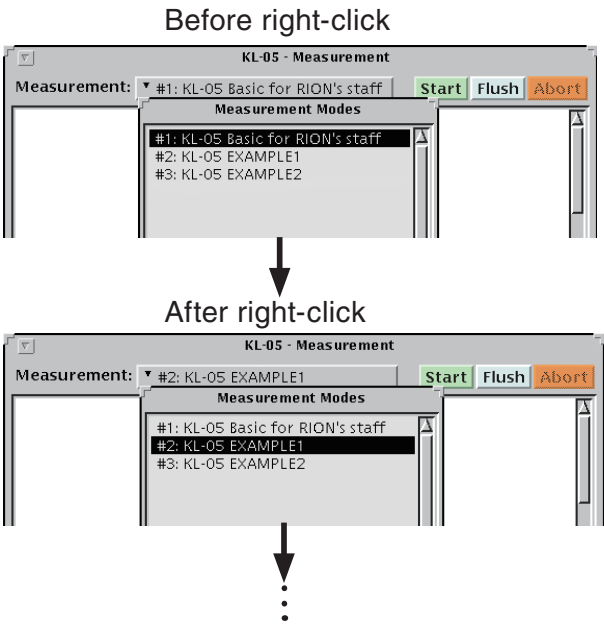 Before right-click
KL-05 - Measurement
Measurement: #1: KL-05 Basic for RION's staff Start Flush Abort
Measurement Modes
#1: KL-05 Basic for RION's staff
#2: KL-05 EXAMPLE1
#3: KL-05 EXAMPLE2
After right-click
KL-05 - Measurement
Measurement: #2: KL-05 EXAMPLE1 Start Flush Abort
Measurement Modes
#1: KL-05 Basic for RION's staff
#2: KL-05 EXAMPLE1
#3: KL-05 EXAMPLE2